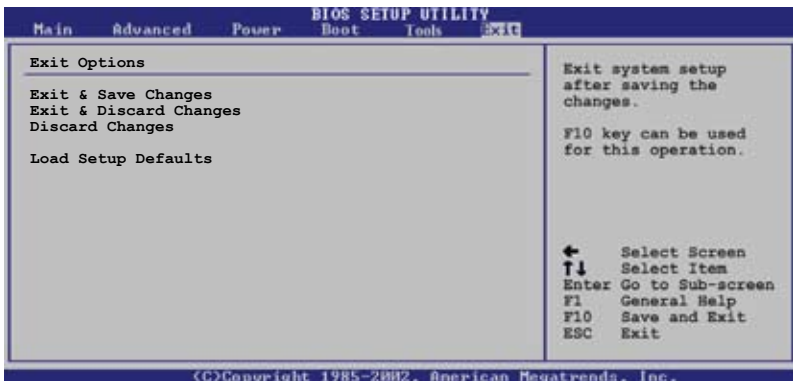 BIOS SETUP UTILITY
Main Advanced Power Boot Tools Exit
Exit Options
Exit & Save Changes
Exit & Discard Changes
Discard Changes
Load Setup Defaults
Exit system setup
after saving the
changes.
F10 key can be used
for this operation.
← Select Screen
↑↓ Select Item
Enter Go to Sub-screen
F1 General Help
F10 Save and Exit
ESC Exit
(C)Copyright 1985-2002, American Megatrends, Inc.